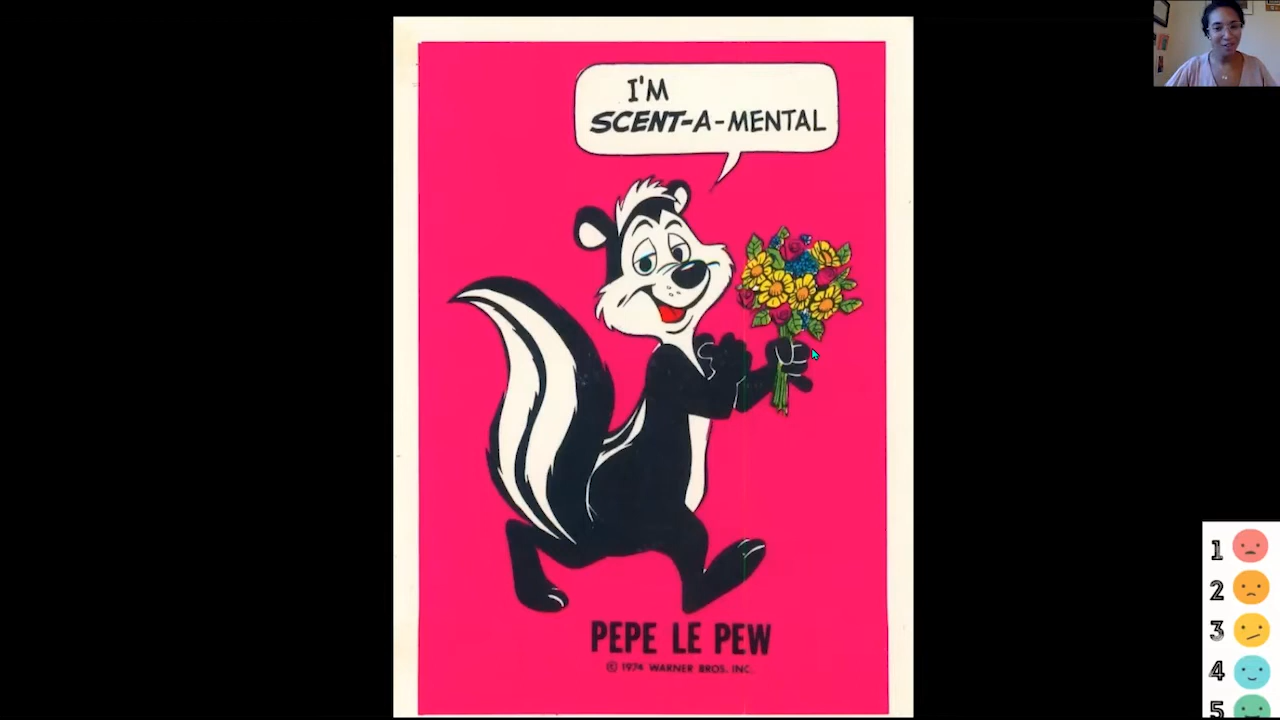 I'M
SCENT-A-MENTAL
PEPE LE PEW
© 1974 WARNER BROS. INC.
1
2
3
4
5